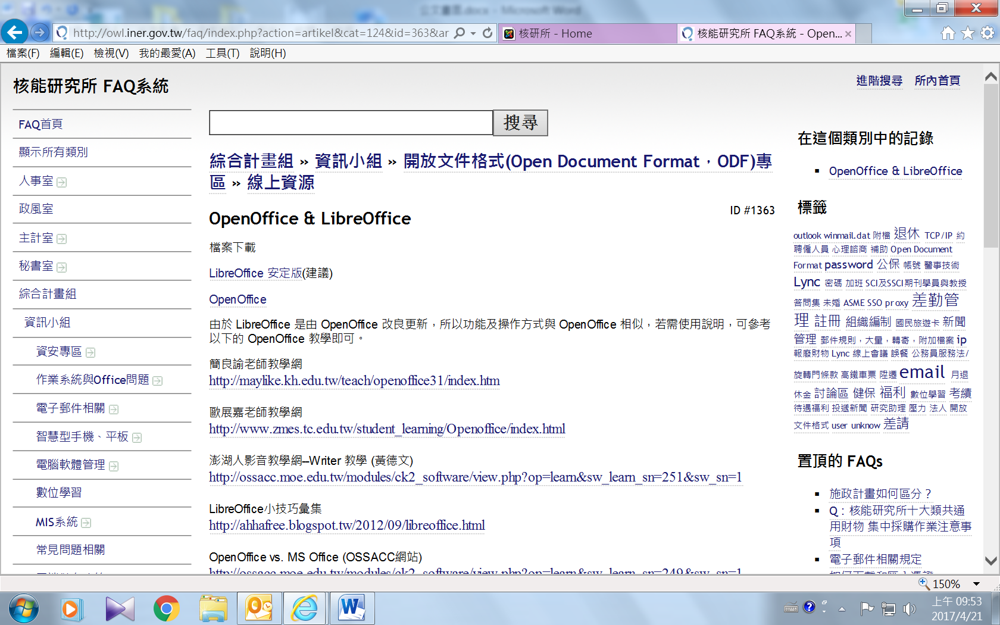 公文畫面.docx - Microsoft Word
http://owl.iner.gov.tw/faq/index.php?action=artikel&cat=124&id=363&ar
核研所 - Home
核能研究所 FAQ系統 - Open...
檔案(F) 編輯(E) 檢視(V) 我的最愛(A) 工具(T) 說明(H)
核能研究所 FAQ系統
進階搜尋 所內首頁
FAQ首頁
顯示所有類別
人事室
政風室
主計室
秘書室
綜合計畫組
資訊小組
資安專區
作業系統與Office問題
電子郵件相關
智慧型手機、平板
電腦軟體管理
數位學習
MIS系統
常見問題相關
搜尋
綜合計畫組 » 資訊小組 » 開放文件格式(Open Document Format，ODF)專
區 » 線上資源
ID #1363
OpenOffice & LibreOffice
檔案下載
LibreOffice 安定版(建議)
OpenOffice
由於 LibreOffice 是由 OpenOffice 改良更新，所以功能及操作方式與 OpenOffice 相似，若需使用說明，可參考
以下的 OpenOffice 教學即可。
簡良諭老師教學網
http://maylike.kh.edu.tw/teach/openoffice31/index.htm
歐展嘉老師教學網
http://www.zmes.tc.edu.tw/student_learning/Openoffice/index.html
澎湖人影音教學網—Writer 教學 (黃德文)
http://ossacc.moe.edu.tw/modules/ck2_software/view.php?op=learn&sw_learn_sn=251&sw_sn=1
LibreOffice小技巧彙集
http://ahhafree.blogspot.tw/2012/09/libreoffice.html
OpenOffice vs. MS Office (OSSACC網站)
http://ossacc.moe.edu.tw/modules/ck2_software/view.php?op=learn&sw_learn_sn=249&sw_sn=1
在這個類別中的記錄
OpenOffice & LibreOffice
標籤
outlook winmail.dat 附檔 退休 TCP/IP 約
聘僱人員 心理諮商 補助 Open Document
Format password 公保 帳號 醫事技術
Lync 密碼 加班 SCI及SSCI期刊學員與教授
答問集 未婚 ASME SSO proxy 差勤管
理 註冊 組織編制 國民旅遊卡 新聞
管理 郵件規則，大量，轉寄，附加檔案 ip
報廢財物 Lync 線上會議 誤餐 公務員服務法/
旋轉門條款 高鐵車票 陞遷 email 月退
休金 討論區 健保 福利 數位學習 考績
待遇福利 投遞新聞 研究助理 壓力 法人 開放
文件格式 user unknow 差請
置頂的 FAQs
施政計畫如何區分？
Q：核能研究所十大類共通
用財物 集中採購作業注意事
項
電子郵件相關規定
150%
上午 09:53
2017/4/21